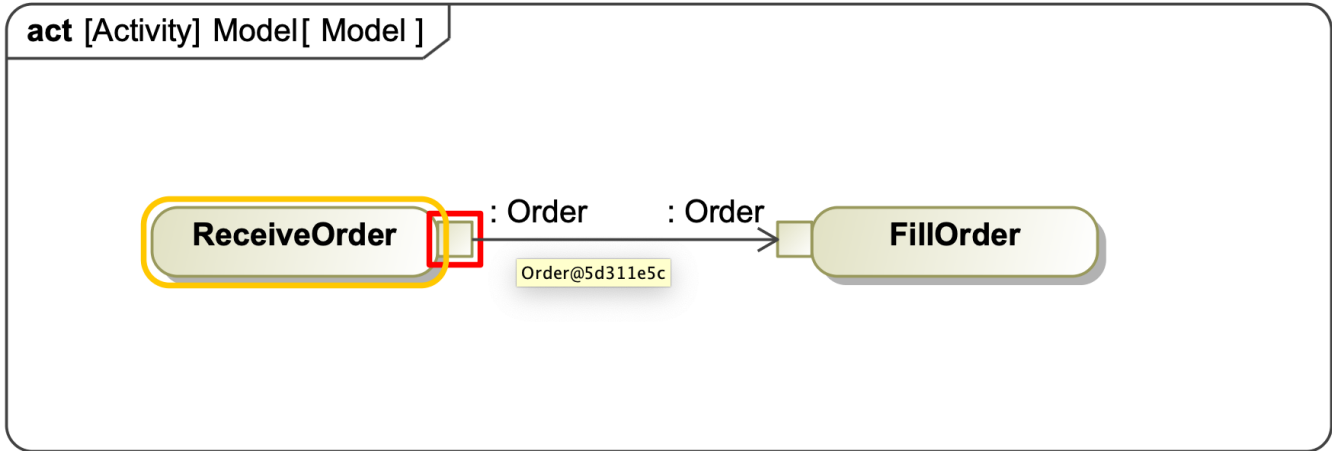 act [Activity] Model[ Model ]
: Order : Order
ReceiveOrder FillOrder
Order@5d311e5c